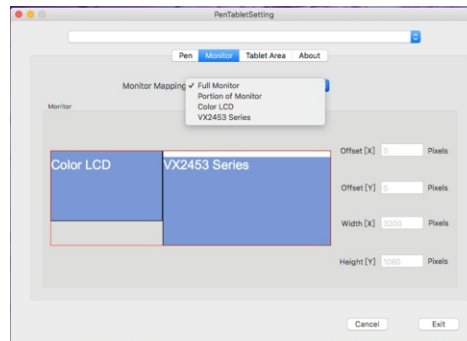 PenTabletSetting
Pen Monitor Tablet Area About
Monitor Mapping ✓ Full Monitor
Portion of Monitor
Color LCD
VX2453 Series
Monitor
Color LCD VX2453 Series
Offset [X] 0 Pixels
Offset [Y] 0 Pixels
Width [X] 3200 Pixels
Height [Y] 1080 Pixels
Cancel Exit